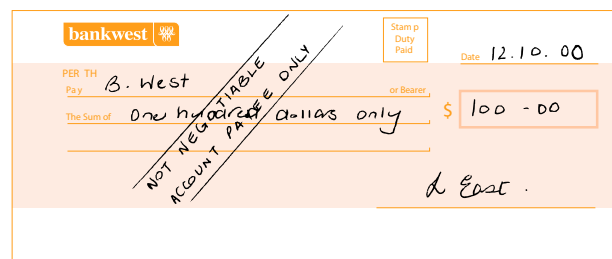 bankwest
Stamp
Duty
Paid
Date 12.10.00
PERTH
Pay B. West or Bearer
The Sum of One hundred dollars only $ 100 - 00
NOT NEGOTIABLE
ACCOUNT PAYEE ONLY
L East.